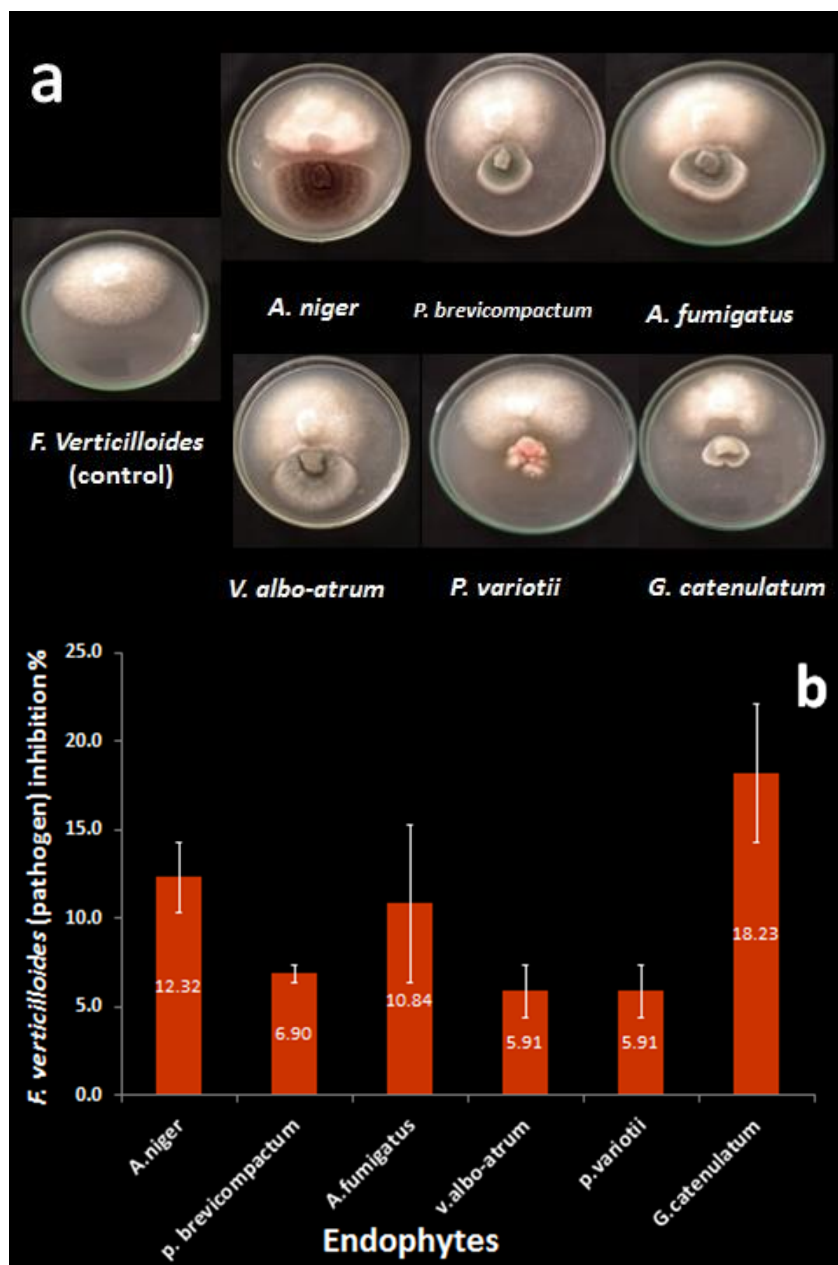 a
A. niger
P. brevicompactum
A. fumigatus
F. Verticilloides
(control)
V. albo-atrum
P. variotii
G. catenulatum
b
F. verticilloides (pathogen) inhibition%
25.0
20.0
15.0
10.0
5.0
0.0
12.32
6.90
10.84
5.91
5.91
18.23
A.niger
p. brevicompactum
A.fumigatus
v.albo-atrum
p.variotii
G.catenulatum
Endophytes